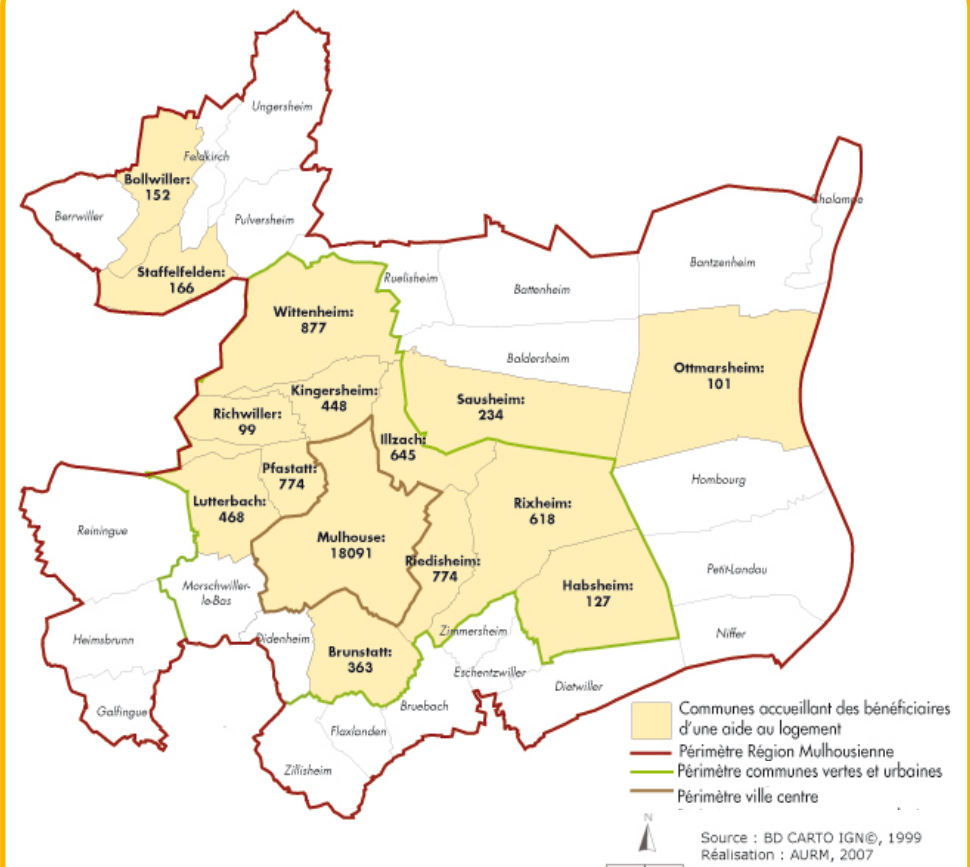 Ungersheim
Feldkirch
Bollwiller:
152
Berrwiller
Pulversheim
Staffelfelden:
166
Ruelisheim
Battenheim
Bantzenheim
Chalampé
Wittenheim:
877
Baldersheim
Ottmarsheim:
101
Kingersheim:
448
Sausheim:
234
Richwiller:
99
Illzach:
645
Pfastatt:
774
Lutterbach:
468
Hombourg
Rixheim:
618
Reiningue
Mulhouse:
18091
Riedisheim:
774
Petit-Landau
Morschwiller-
le-Bas
Habsheim:
127
Heimsbrunn
Didenheim
Zimmersheim
Niffer
Brunstatt:
363
Eschentzwiller
Dietwiller
Galfingue
Bruebach
Flaxlanden
Zillisheim
Communes accueillant des bénéficiaires
d'une aide au logement
Périmètre Région Mulhousienne
Périmètre communes vertes et urbaines
Périmètre ville centre
N
Source : BD CARTO IGN©, 1999
Réalisation : AURM, 2007